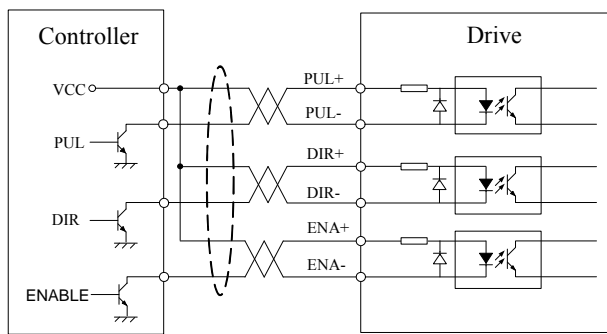 Controller
Drive
VCC
PUL+
PUL-
PUL
DIR+
DIR-
DIR
ENA+
ENA-
ENABLE